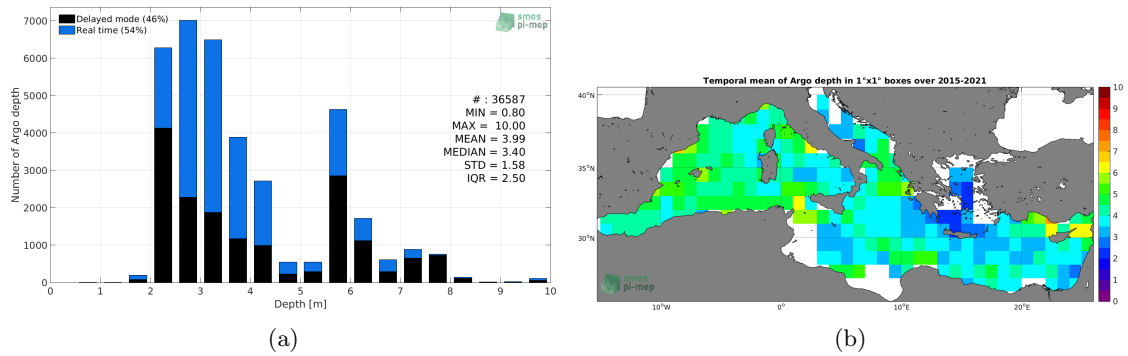 Delayed mode (46%)
Real time (54%)
smos
pi-mep
7000
6000
5000
4000
3000
2000
1000
0
Number of Argo depth
# : 36587
MIN = 0.80
MAX = 10.00
MEAN = 3.99
MEDIAN = 3.40
STD = 1.58
IQR = 2.50
0 1 2 3 4 5 6 7 8 9 10
Depth [m]
(a)
Temporal mean of Argo depth in 1°x1° boxes over 2015-2021
40°N
35°N
30°N
10°W 0° 10°E 20°E
smos
pi-mep
10
9
8
7
6
5
4
3
2
1
0
(b)